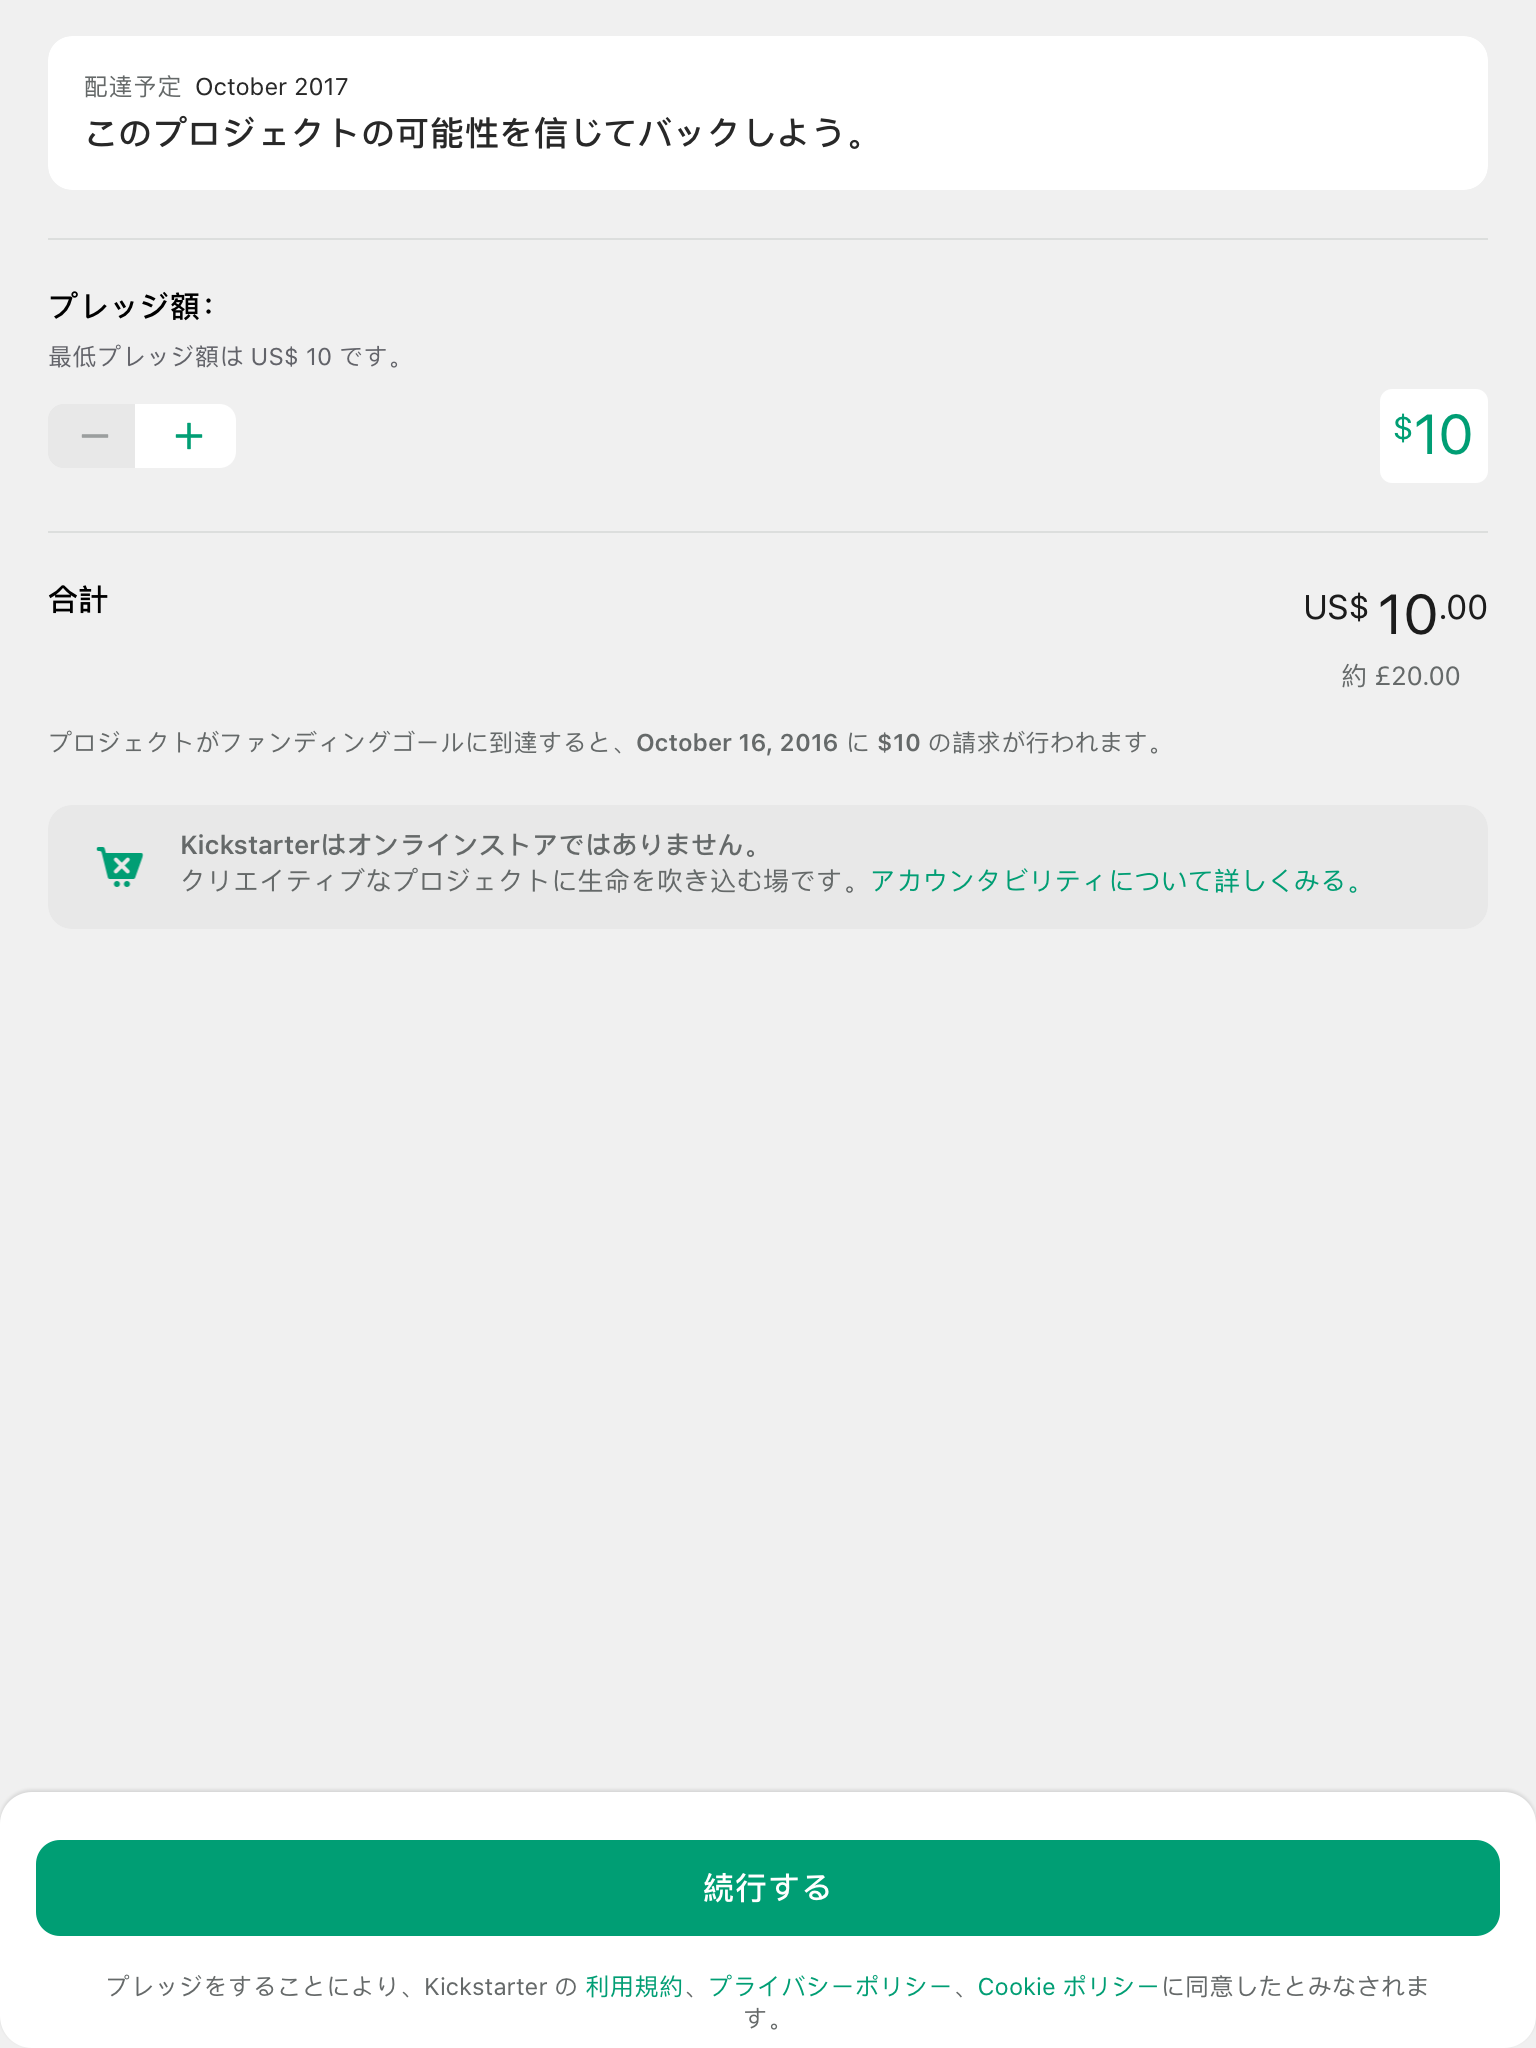 配達予定 October 2017
このプロジェクトの可能性を信じてバックしよう。
プレッジ額：
最低プレッジ額は US$ 10 です。
$10
合計
US$ 10.00
約 £20.00
プロジェクトがファンディングゴールに到達すると、October 16, 2016 に $10 の請求が行われます。
Kickstarterはオンラインストアではありません。
クリエイティブなプロジェクトに生命を吹き込む場です。アカウンタビリティについて詳しくみる。
続行する
プレッジをすることにより、Kickstarter の 利用規約、プライバシーポリシー、Cookie ポリシーに同意したとみなされま
す。